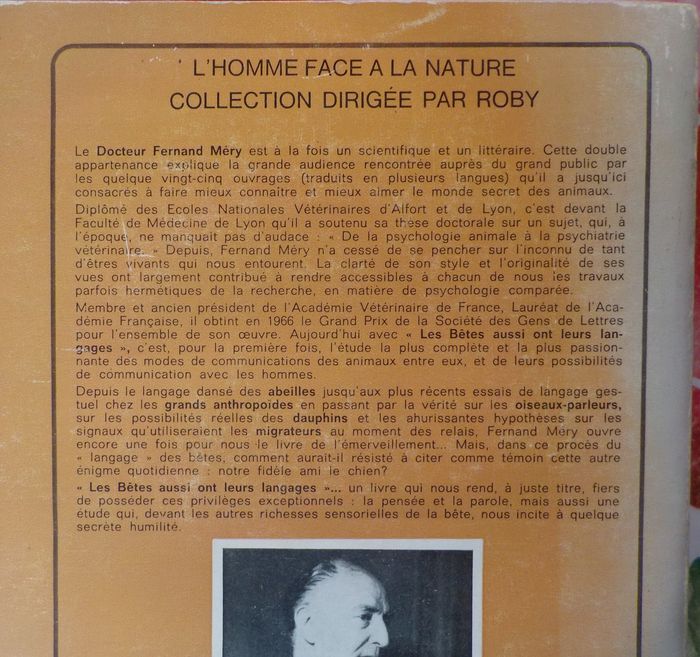 L'HOMME FACE A LA NATURE
COLLECTION DIRIGÉE PAR ROBY
Le Docteur Fernand Méry est à la fois un scientifique et un littéraire. Cette double
appartenance explique la grande audience rencontrée auprès du grand public par
les quelque vingt-cinq ouvrages (traduits en plusieurs langues) qu'il a jusqu'ici
consacrés à faire mieux connaître et mieux aimer le monde secret des animaux.
Diplômé des Ecoles Nationales Vétérinaires d'Alfort et de Lyon, c'est devant la
Faculté de Médecine de Lyon qu'il a soutenu sa thèse doctorale sur un sujet, qui, à
l'époque, ne manquait pas d'audace : « De la psychologie animale à la psychiatrie
vétérinaire. » Depuis, Fernand Méry n'a cessé de se pencher sur l'inconnu de tant
d'êtres vivants qui nous entourent. La clarté de son style et l'originalité de ses
vues ont largement contribué à rendre accessibles à chacun de nous les travaux
parfois hermétiques de la recherche, en matière de psychologie comparée.
Membre et ancien président de l'Académie Vétérinaire de France, Lauréat de l'Aca-
démie Française, il obtint en 1966 le Grand Prix de la Société des Gens de Lettres
pour l'ensemble de son œuvre. Aujourd'hui avec « Les Bêtes aussi ont leurs lan-
gages », c'est, pour la première fois, l'étude la plus complète et la plus passion-
nante des modes de communications des animaux entre eux, et de leurs possibilités
de communication avec les hommes.
Depuis le langage dansé des abeilles jusqu'aux plus récents essais de langage ges-
tuel chez les grands anthropoïdes en passant par la vérité sur les oiseaux-parleurs,
sur les possibilités réelles des dauphins et les ahurissantes hypothèses sur les
signaux qu'utiliseraient les migrateurs au moment des relais, Fernand Méry ouvre
encore une fois pour nous le livre de l'émerveillement... Mais, dans ce procès du
« langage » des bêtes, comment aurait-il résisté à citer comme témoin cette autre
énigme quotidienne : notre fidèle ami le chien?
« Les Bêtes aussi ont leurs langages »... un livre qui nous rend, à juste titre, fiers
de posséder ces privilèges exceptionnels : la pensée et la parole, mais aussi une
étude qui, devant les autres richesses sensorielles de la bête, nous incite à quelque
secrète humilité.